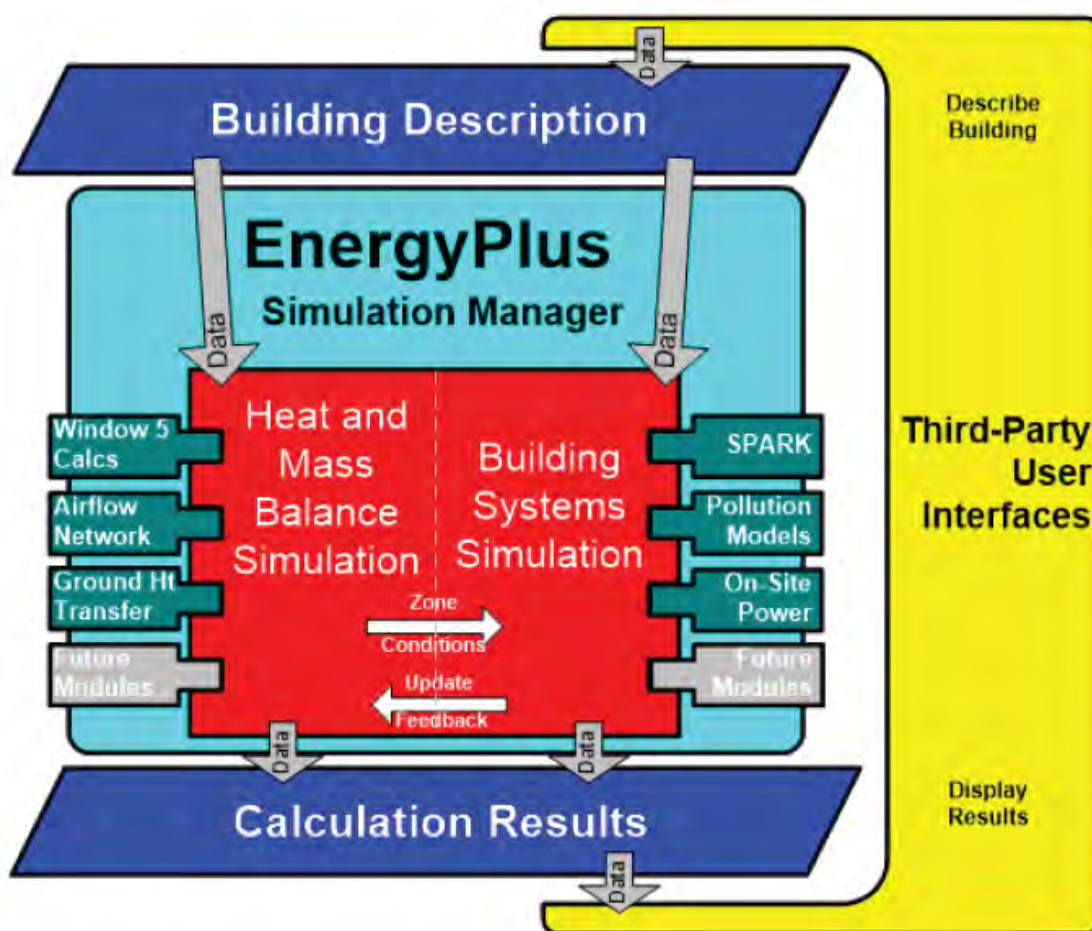 Data
Building Description
Describe
Building
EnergyPlus
Simulation Manager
Data
Data
Heat and
Mass
Balance
Simulation
Building
Systems
Simulation
Window 5
Calcs
Airflow
Network
Ground Ht
Transfer
Future
Modules
SPARK
Pollution
Models
On-Site
Power
Future
Modules
Zone
Conditions
Update
Feedback
Third-Party
User
Interfaces
Data
Data
Calculation Results
Display
Results
Data